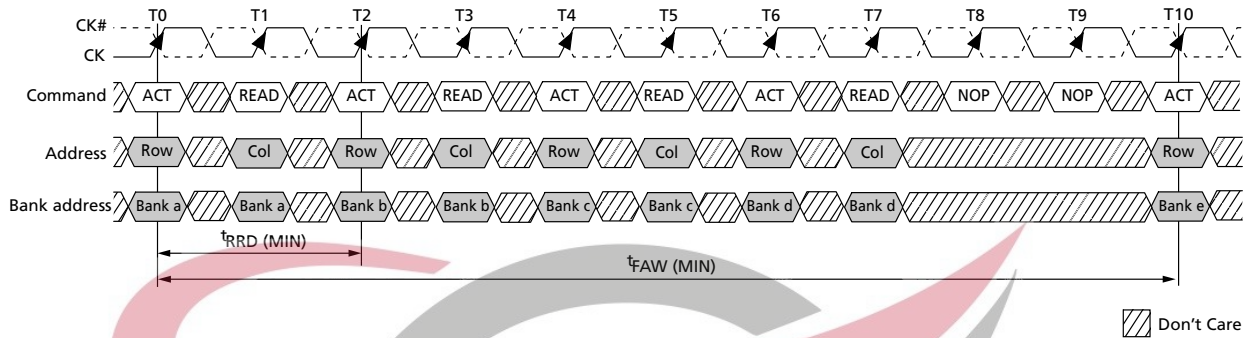 T0 T1 T2 T3 T4 T5 T6 T7 T8 T9 T10
CK#
CK
Command ACT READ ACT READ ACT READ ACT READ NOP NOP ACT
Address Row Col Row Col Row Col Row Col Row
Bank address Bank a Bank a Bank b Bank b Bank c Bank c Bank d Bank d Bank e
tRRD (MIN)
tFAW (MIN)
Don't Care